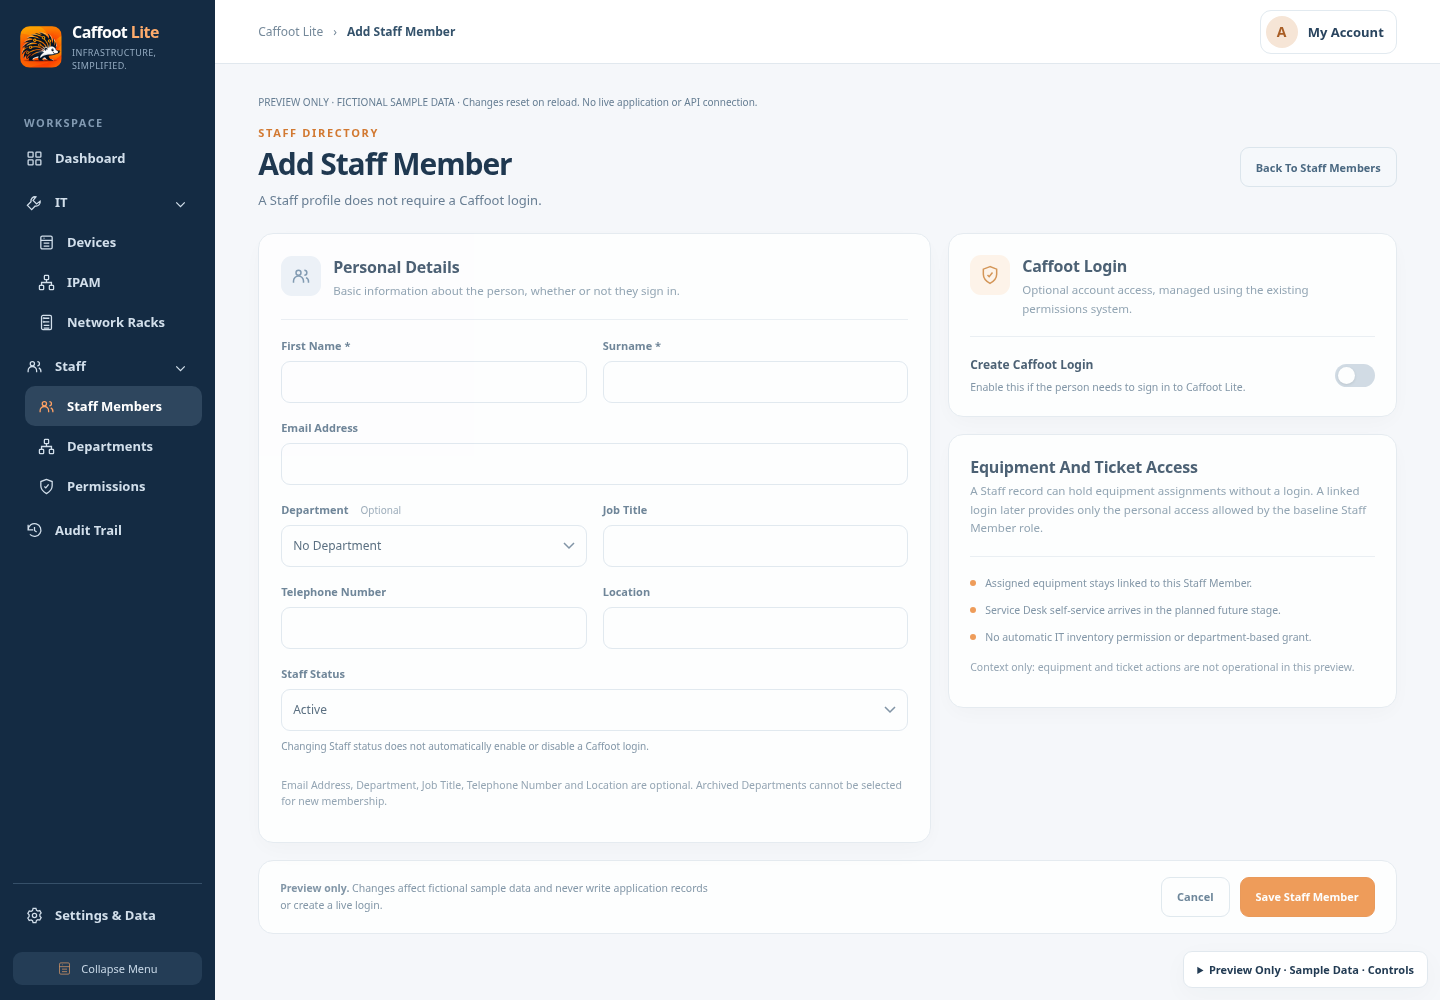 Caffoot Lite
INFRASTRUCTURE,
SIMPLIFIED.
WORKSPACE
Dashboard
IT
Devices
IPAM
Network Racks
Staff
Staff Members
Departments
Permissions
Audit Trail
Settings & Data
Collapse Menu
Caffoot Lite › Add Staff Member
A My Account
PREVIEW ONLY · FICTIONAL SAMPLE DATA · Changes reset on reload. No live application or API connection.
STAFF DIRECTORY
Add Staff Member
A Staff profile does not require a Caffoot login.
Back To Staff Members
Personal Details
Basic information about the person, whether or not they sign in.
First Name *
Surname *
Email Address
Department Optional
No Department
Job Title
Telephone Number
Location
Staff Status
Active
Changing Staff status does not automatically enable or disable a Caffoot login.
Email Address, Department, Job Title, Telephone Number and Location are optional. Archived Departments cannot be selected
for new membership.
Caffoot Login
Optional account access, managed using the existing
permissions system.
Create Caffoot Login
Enable this if the person needs to sign in to Caffoot Lite.
Equipment And Ticket Access
A Staff record can hold equipment assignments without a login. A linked
login later provides only the personal access allowed by the baseline Staff
Member role.
Assigned equipment stays linked to this Staff Member.
Service Desk self-service arrives in the planned future stage.
No automatic IT inventory permission or department-based grant.
Context only: equipment and ticket actions are not operational in this preview.
Preview only. Changes affect fictional sample data and never write application records
or create a live login.
Cancel
Save Staff Member
Preview Only · Sample Data · Controls